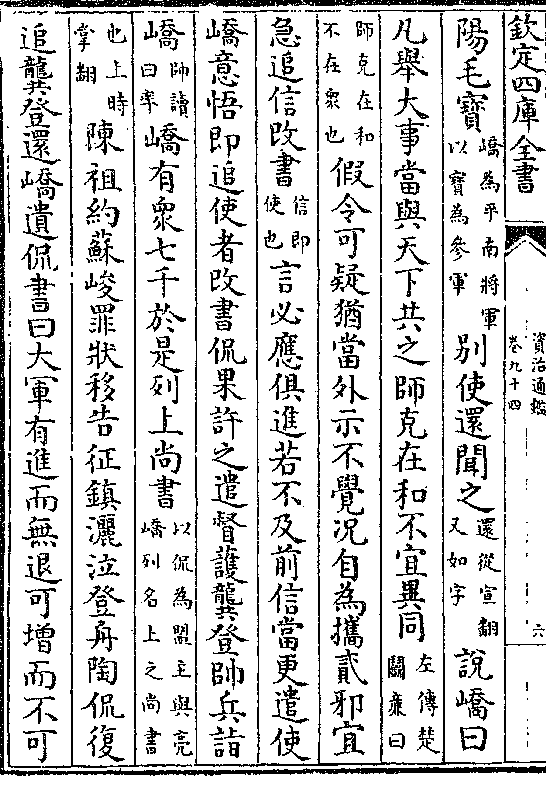 欽定四庫全書
資治通鑑
卷九十四
六
陽毛寶嶠為平南將軍以寶為參軍別使還聞之還從宣翻又如字說嶠曰
凡舉大事當與天下共之師克在和不宜異同左傳楚鬭亷曰
師克在和不在衆也假令可疑猶當外示不覺况自為攜貳邪宜
急追信改書信即使也言必應俱進若不及前信當更遣使
嶠意悟即追使者改書侃果許之遣督護龔登帥兵詣
嶠帥讀曰率嶠有衆七千於是列上尚書以侃為盟主與亮嶠列名上之尚書
也上時掌翻陳祖約蘇峻罪狀移告征鎮灑泣登舟陶侃復
追龔登還嶠遺侃書曰大軍有進而無退可增而不可